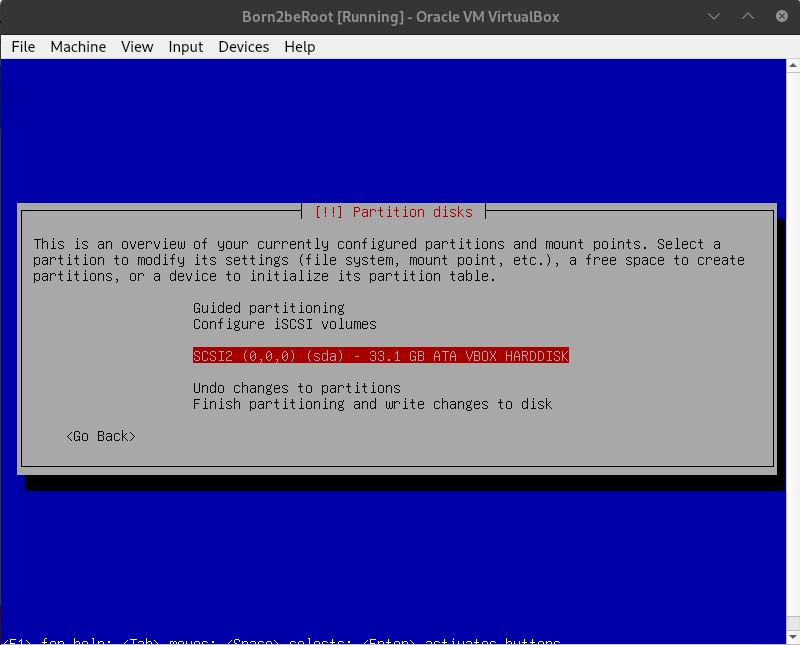 Born2beRoot [Running] - Oracle VM VirtualBox
File Machine View Input Devices Help
[!!] Partition disks
This is an overview of your currently configured partitions and mount points. Select a
partition to modify its settings (file system, mount point, etc.), a free space to create
partitions, or a device to initialize its partition table.
Guided partitioning
Configure iSCSI volumes
SCSI2 (0,0,0) (sda) - 33.1 GB ATA VBOX HARDDISK
Undo changes to partitions
Finish partitioning and write changes to disk
<Go Back>
<F1> for help; <Tab> moves; <Space> selects; <Enter> activates buttons